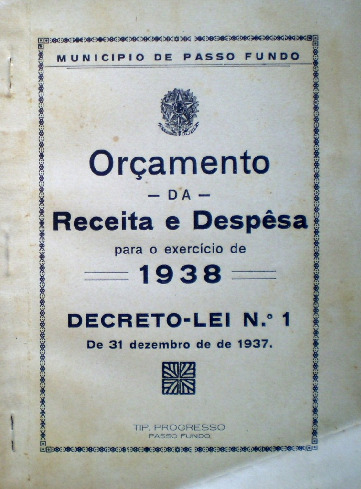 MUNICIPIO DE PASSO FUNDO
Orçamento
— DA —
Receita e Despêsa
para o exercício de
1938
DECRETO-LEI N.º 1
De 31 dezembro de de 1937.
TIP. PROGRESSO
PASSO FUNDO